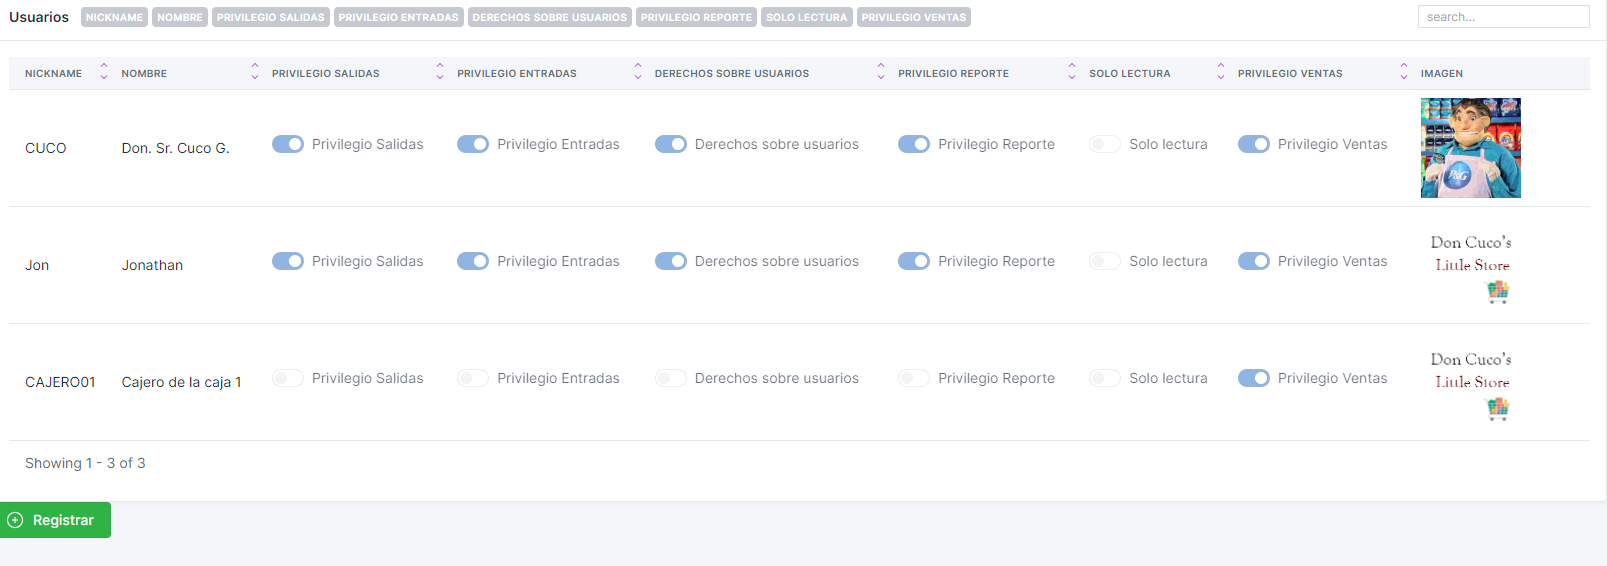 Usuarios NICKNAME NOMBRE PRIVILEGIO SALIDAS PRIVILEGIO ENTRADAS DERECHOS SOBRE USUARIOS PRIVILEGIO REPORTE SOLO LECTURA PRIVILEGIO VENTAS search...
NICKNAME NOMBRE PRIVILEGIO SALIDAS PRIVILEGIO ENTRADAS DERECHOS SOBRE USUARIOS PRIVILEGIO REPORTE SOLO LECTURA PRIVILEGIO VENTAS IMAGEN
CUCO Don. Sr. Cuco G. Privilegio Salidas Privilegio Entradas Derechos sobre usuarios Privilegio Reporte Solo lectura Privilegio Ventas
P&G
Don Cuco's
Jon Jonathan Privilegio Salidas Privilegio Entradas Derechos sobre usuarios Privilegio Reporte Solo lectura Privilegio Ventas Little Store
Don Cuco's
CAJERO01 Cajero de la caja 1 Privilegio Salidas Privilegio Entradas Derechos sobre usuarios Privilegio Reporte Solo lectura Privilegio Ventas Little Store
Showing 1 - 3 of 3
Registrar